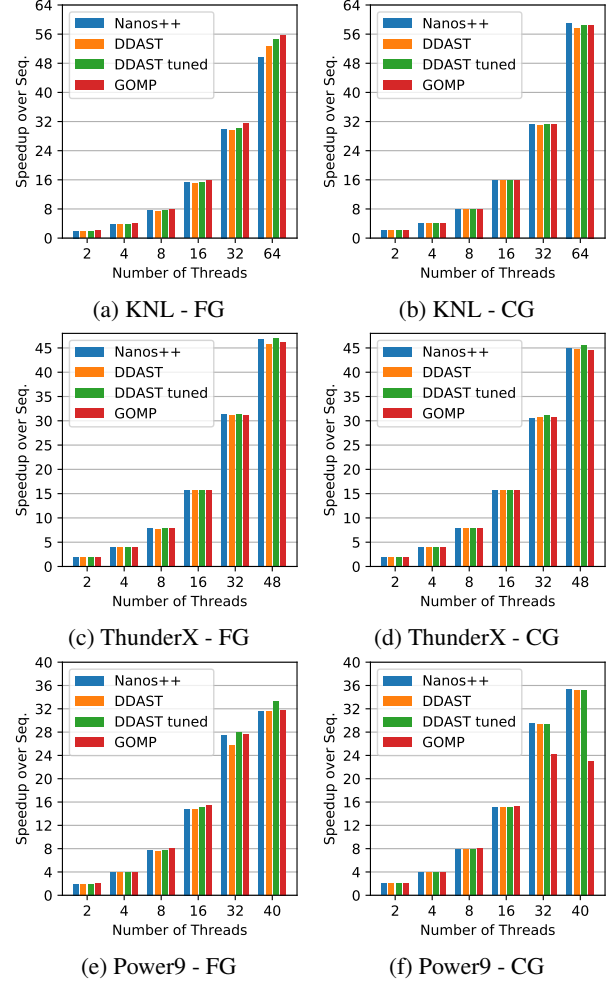 64
56
48
40
32
24
16
8
0
Speedup over Seq.
Nanos++
DDAST
DDAST tuned
GOMP
2 4 8 16 32 64
Number of Threads
(a) KNL - FG
64
56
48
40
32
24
16
8
0
Speedup over Seq.
Nanos++
DDAST
DDAST tuned
GOMP
2 4 8 16 32 64
Number of Threads
(b) KNL - CG
45
40
35
30
25
20
15
10
5
0
Speedup over Seq.
Nanos++
DDAST
DDAST tuned
GOMP
2 4 8 16 32 48
Number of Threads
(c) ThunderX - FG
45
40
35
30
25
20
15
10
5
0
Speedup over Seq.
Nanos++
DDAST
DDAST tuned
GOMP
2 4 8 16 32 48
Number of Threads
(d) ThunderX - CG
40
36
32
28
24
20
16
12
8
4
0
Speedup over Seq.
Nanos++
DDAST
DDAST tuned
GOMP
2 4 8 16 32 40
Number of Threads
(e) Power9 - FG
40
36
32
28
24
20
16
12
8
4
0
Speedup over Seq.
Nanos++
DDAST
DDAST tuned
GOMP
2 4 8 16 32 40
Number of Threads
(f) Power9 - CG